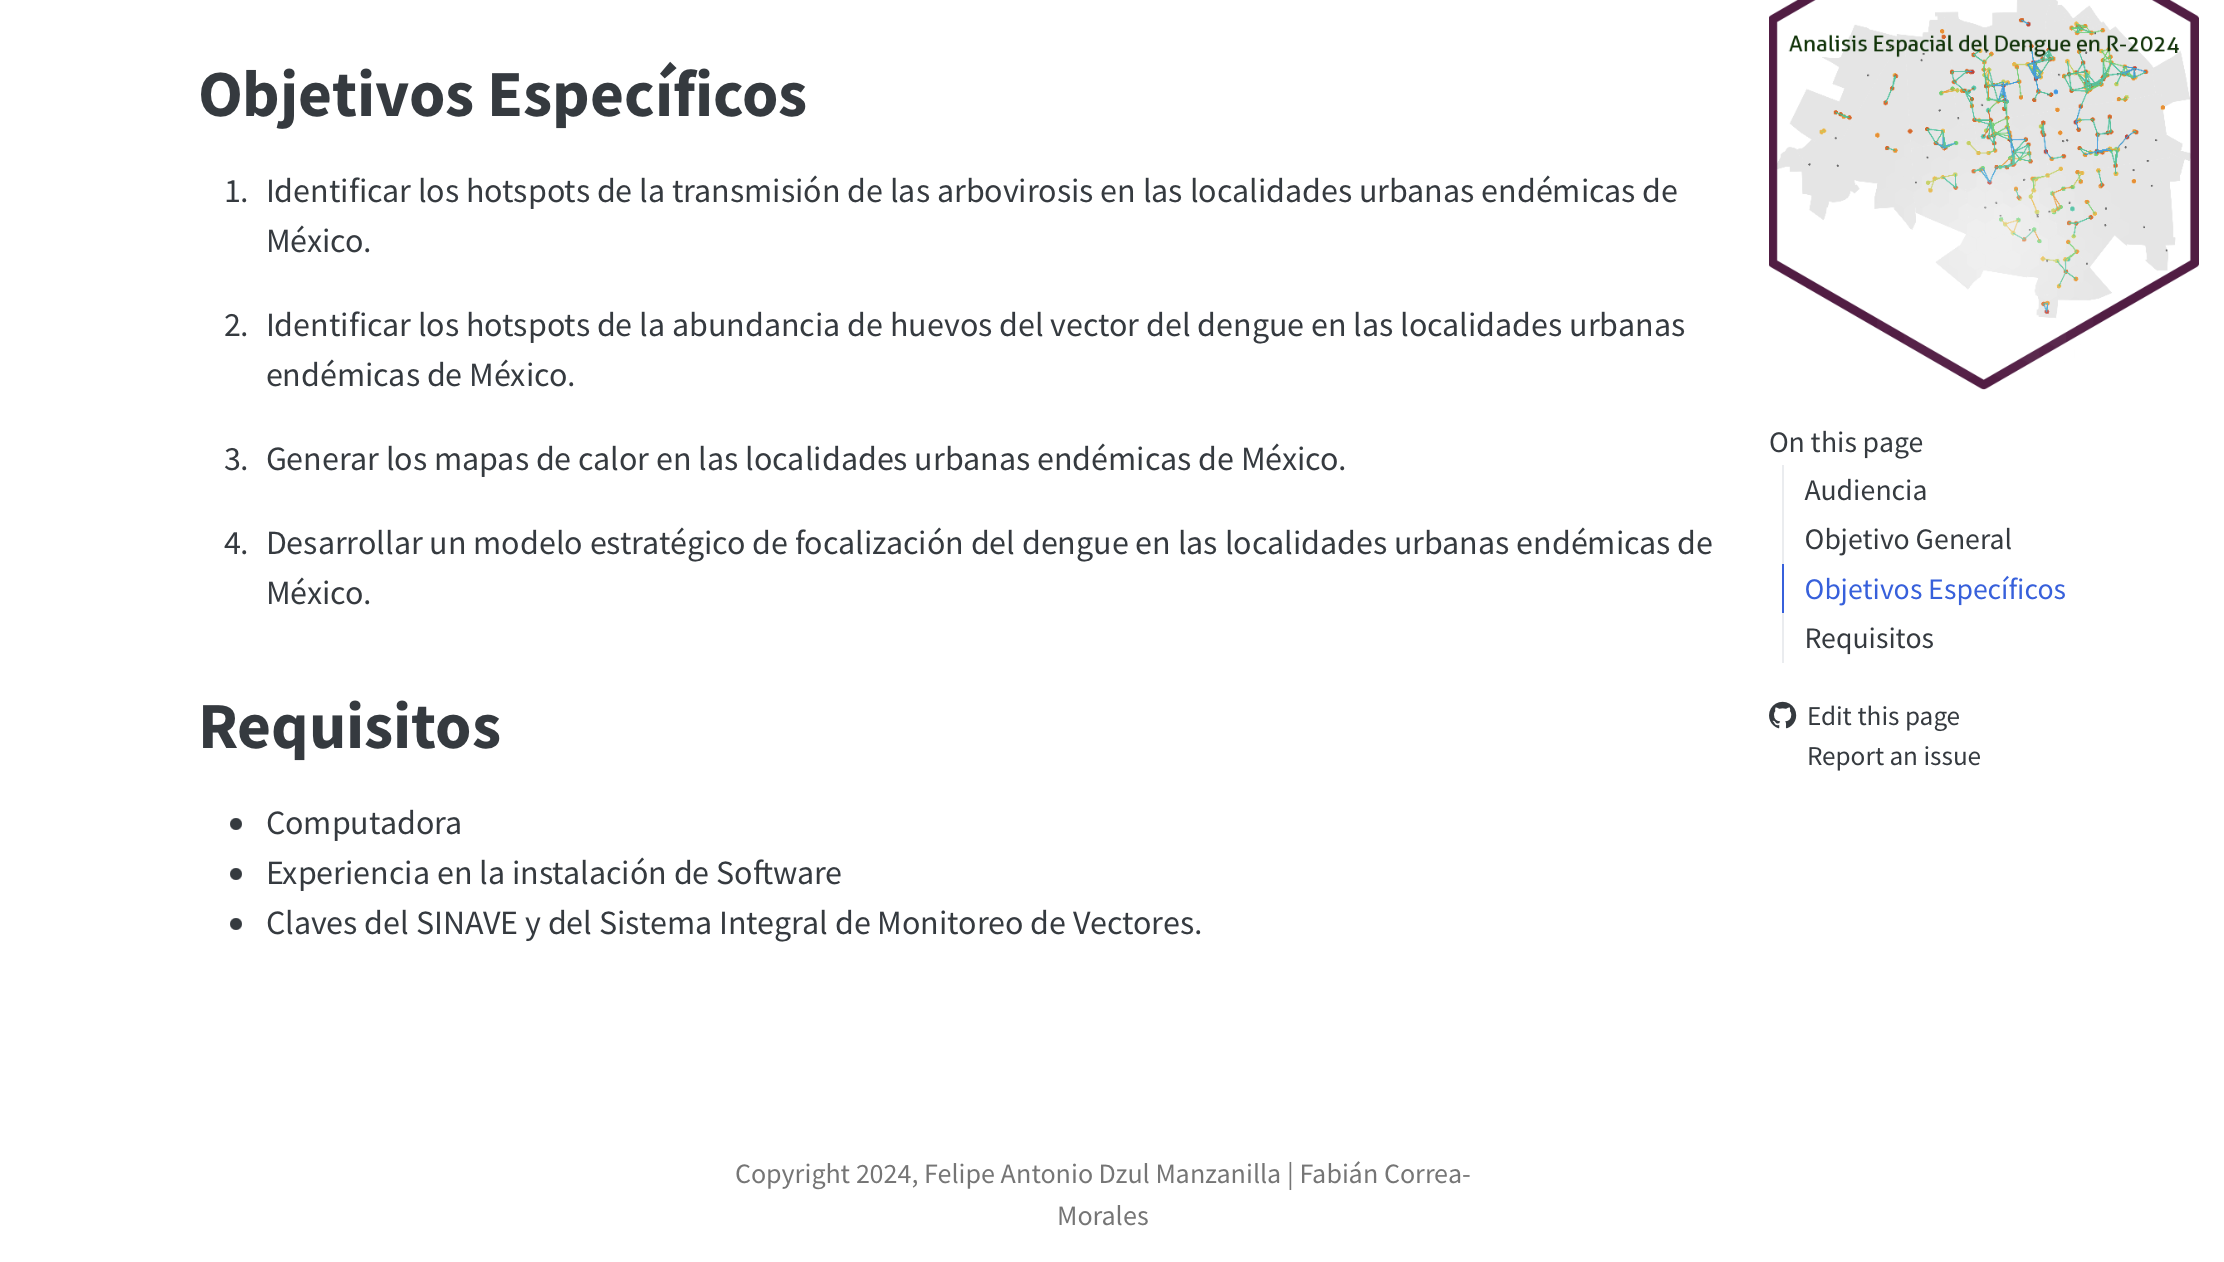 Objetivos Específicos
1. Identificar los hotspots de la transmisión de las arbovirosis en las localidades urbanas endémicas de
México.
2. Identificar los hotspots de la abundancia de huevos del vector del dengue en las localidades urbanas
endémicas de México.
3. Generar los mapas de calor en las localidades urbanas endémicas de México.
4. Desarrollar un modelo estratégico de focalización del dengue en las localidades urbanas endémicas de
México.
Requisitos
• Computadora
• Experiencia en la instalación de Software
• Claves del SINAVE y del Sistema Integral de Monitoreo de Vectores.
Analisis Espacial del Dengue en R-2024
On this page
Audiencia
Objetivo General
Objetivos Específicos
Requisitos
Edit this page
Report an issue
Copyright 2024, Felipe Antonio Dzul Manzanilla | Fabián Correa-
Morales